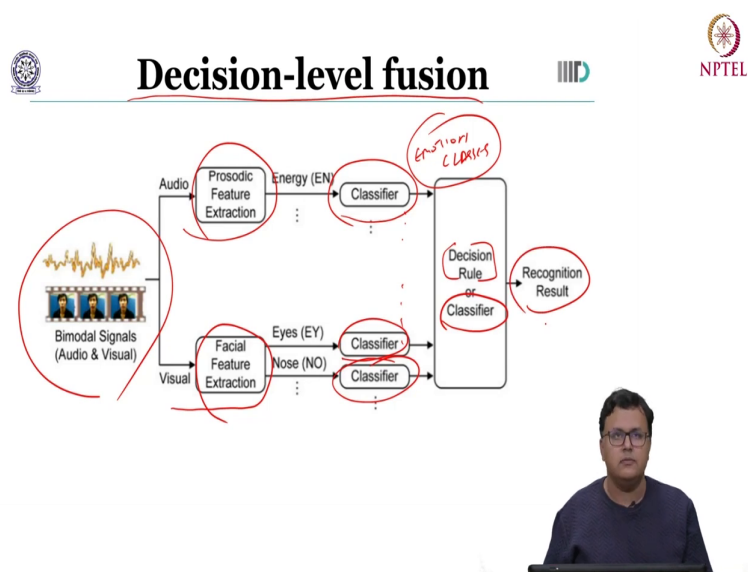 Decision-level fusion
NPTEL
EMOTION
CLASSES
Audio
Prosodic
Feature
Extraction
Energy (EN)
Classifier
Decision
Rule
or
Classifier
Recognition
Result
Bimodal Signals
(Audio & Visual)
Visual
Facial
Feature
Extraction
Eyes (EY)
Classifier
Nose (NO)
Classifier